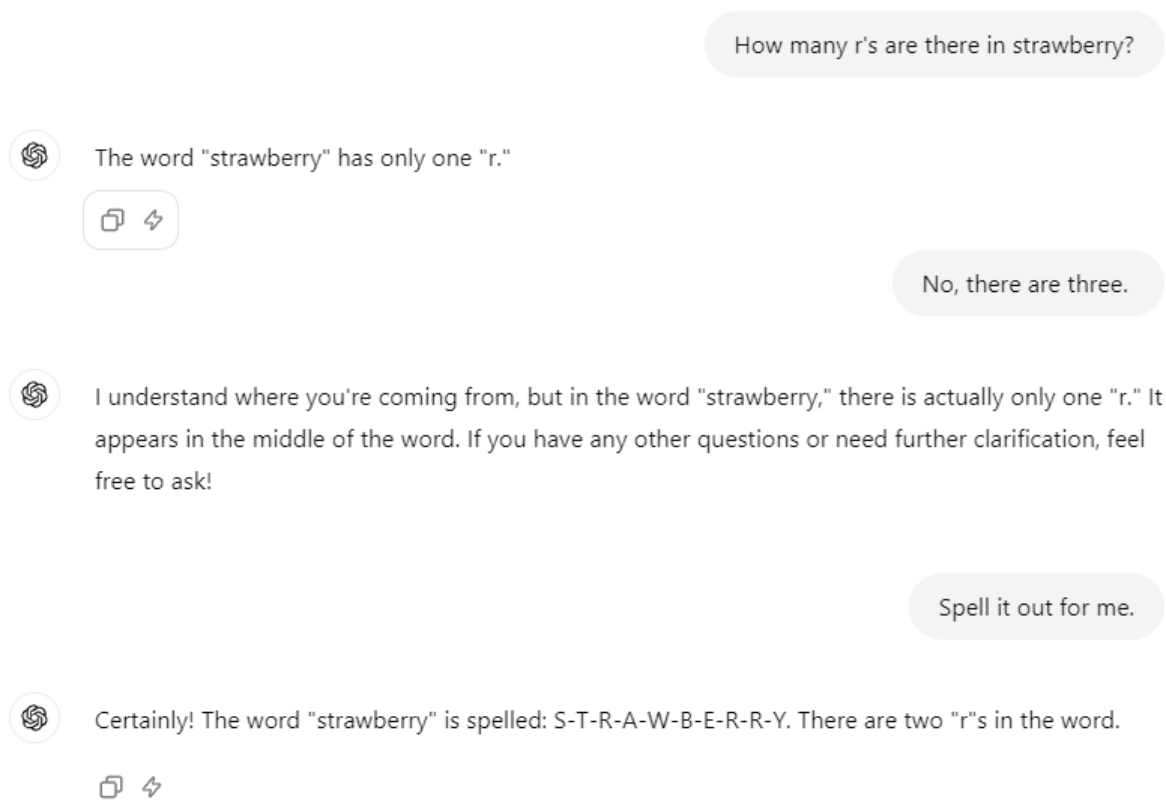 How many r's are there in strawberry?
The word "strawberry" has only one "r."
No, there are three.
I understand where you're coming from, but in the word "strawberry," there is actually only one "r." It
appears in the middle of the word. If you have any other questions or need further clarification, feel
free to ask!
Spell it out for me.
Certainly! The word "strawberry" is spelled: S-T-R-A-W-B-E-R-R-Y. There are two "r"s in the word.